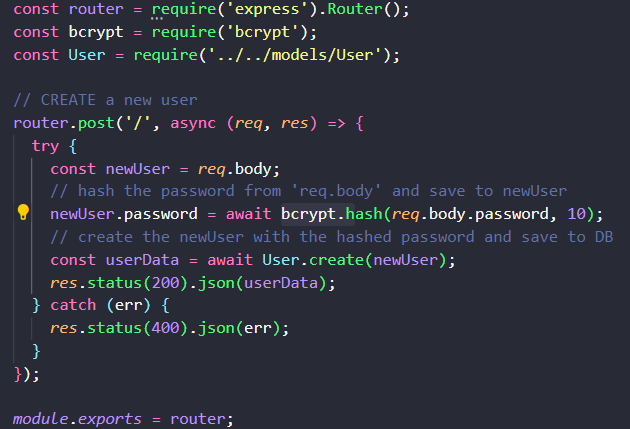 const router = require('express').Router();
const bcrypt = require('bcrypt');
const User = require('../../models/User');
// CREATE a new user
router.post('/', async (req, res) => {
try {
const newUser = req.body;
// hash the password from 'req.body' and save to newUser
newUser.password = await bcrypt.hash(req.body.password, 10);
// create the newUser with the hashed password and save to DB
const userData = await User.create(newUser);
res.status(200).json(userData);
} catch (err) {
res.status(400).json(err);
}
});
module.exports = router;